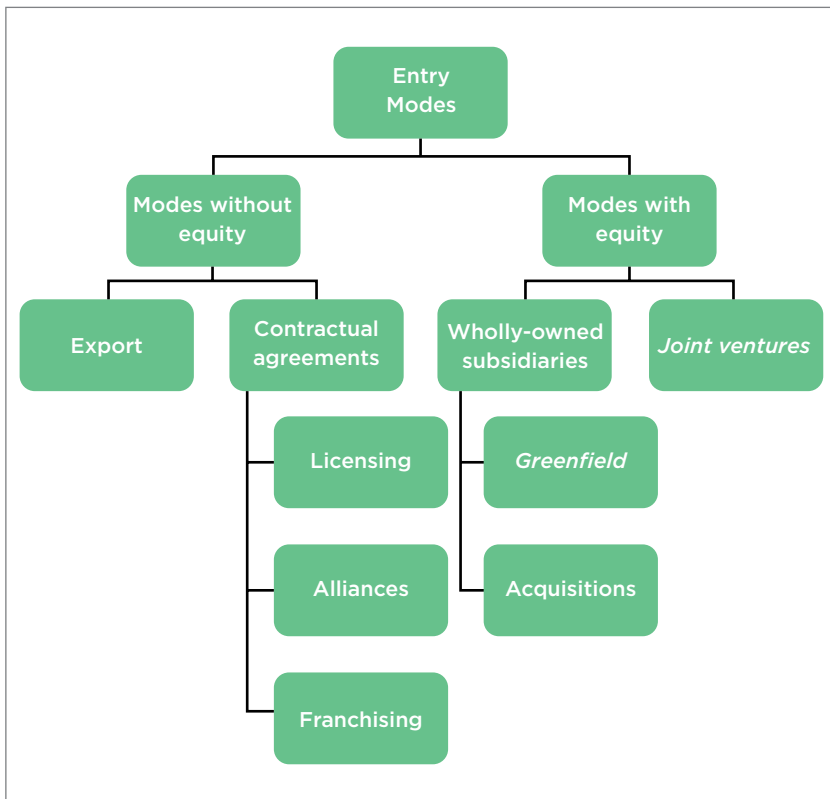 Entry
Modes
Modes without
equity
Modes with
equity
Export
Contractual
agreements
Wholly-owned
subsidiaries
Joint ventures
Licensing
Greenfield
Alliances
Acquisitions
Franchising